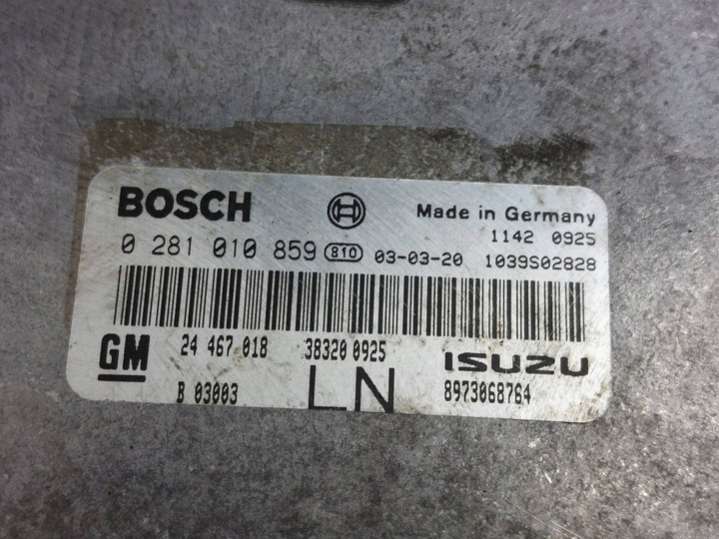 BOSCH Made in Germany
1142 0925
0 281 010 859 810 03-03-20 1039S02828
GM 24 467 018 38320 0925 ISUZU
B 03003 LN 8973068764